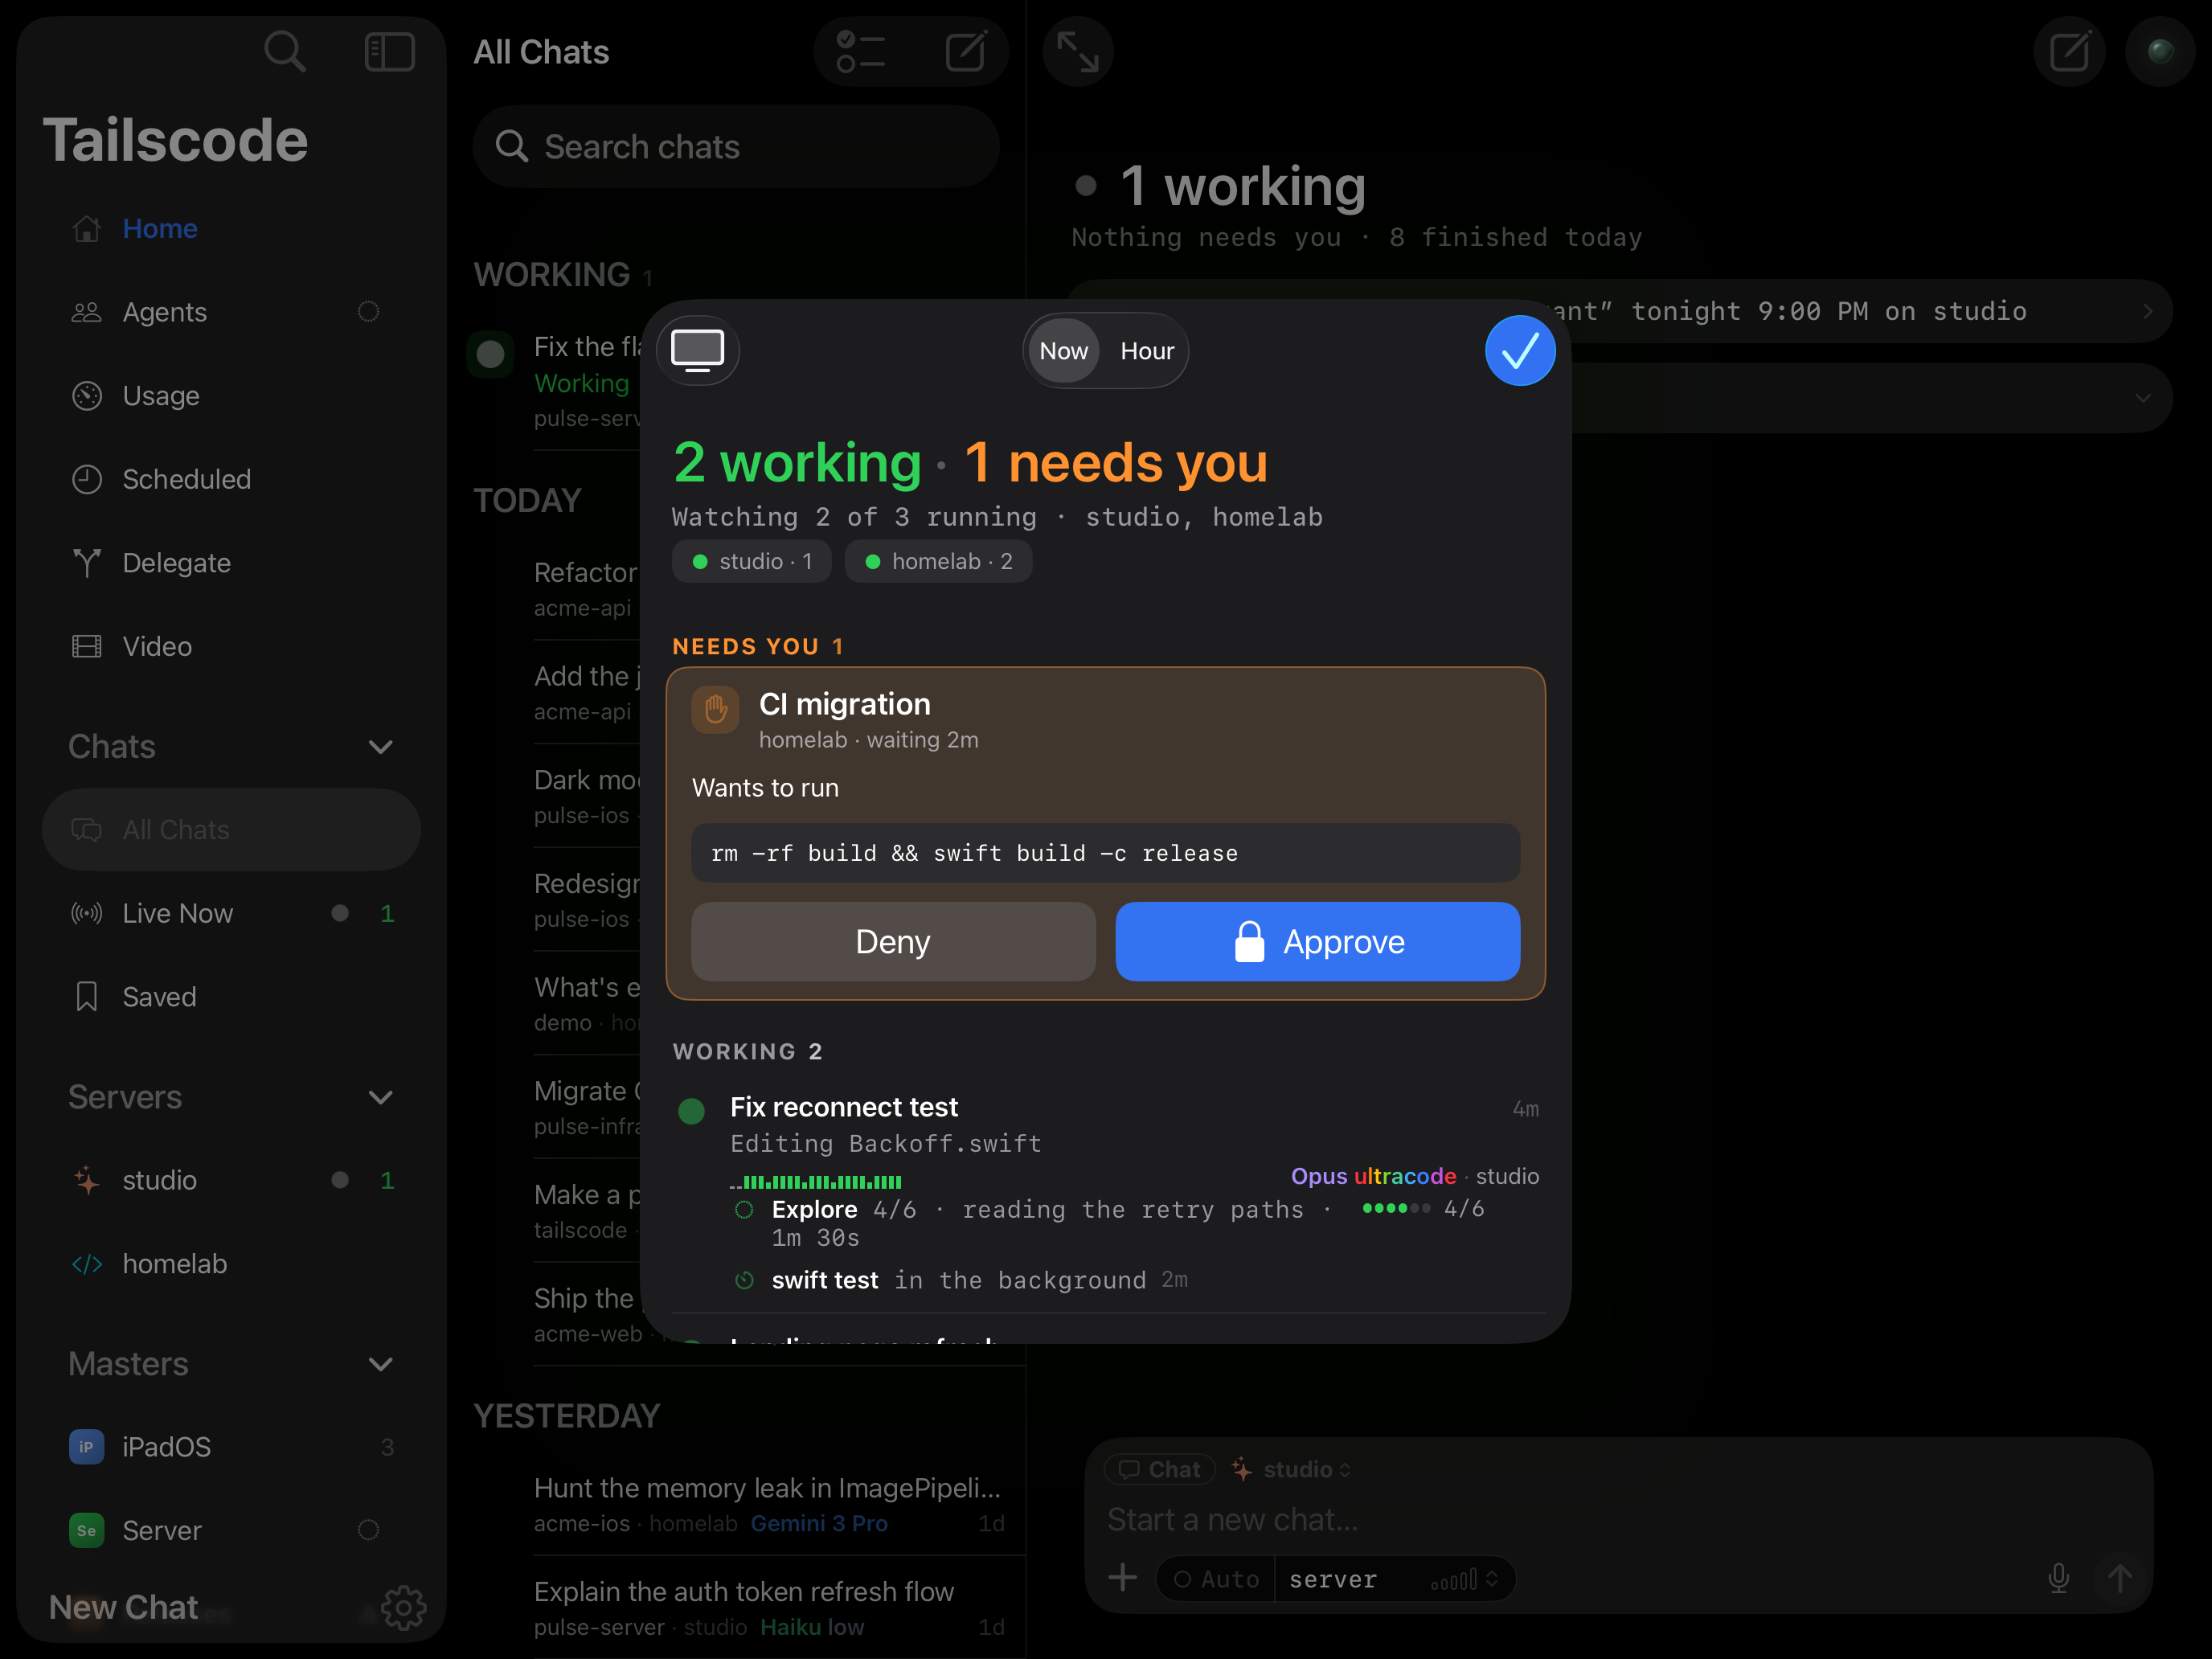 Tailscode
Home
Agents
Usage
Scheduled
Delegate
Video
Chats
All Chats
Live Now 1
Saved
Servers
studio 1
homelab
Masters
iP iPadOS 3
Se Server
New Chat
All Chats
Search chats
WORKING 1
Fix the
Working
TODAY
Refactor
acme-api
Add the
acme-api
Dark
pulse-ios
pulse-ios
What's
demo ·
Migrate
Make a
tailscode
Ship the
acme-web ·
YESTERDAY
Hunt the memory leak in ImagePipeli...
acme-ios · homelab Gemini 3 Pro 1d
Explain the auth token refresh flow
pulse-server · studio Haiku low 1d
1 working
Nothing needs you · 8 finished today
tonight 9:00 PM on studio
Now Hour
2 working · 1 needs you
Watching 2 of 3 running · studio, homelab
studio · 1 homelab · 2
NEEDS YOU 1
CI migration
homelab · waiting 2m
Wants to run
rm -rf build && swift build -c release
Deny Approve
WORKING 2
Fix reconnect test 4m
Editing Backoff.swift
Opus ultracode · studio
Explore 4/6 · reading the retry paths · 4/6
1m 30s
swift test in the background 2m
Chat studio
Start a new chat...
Auto server